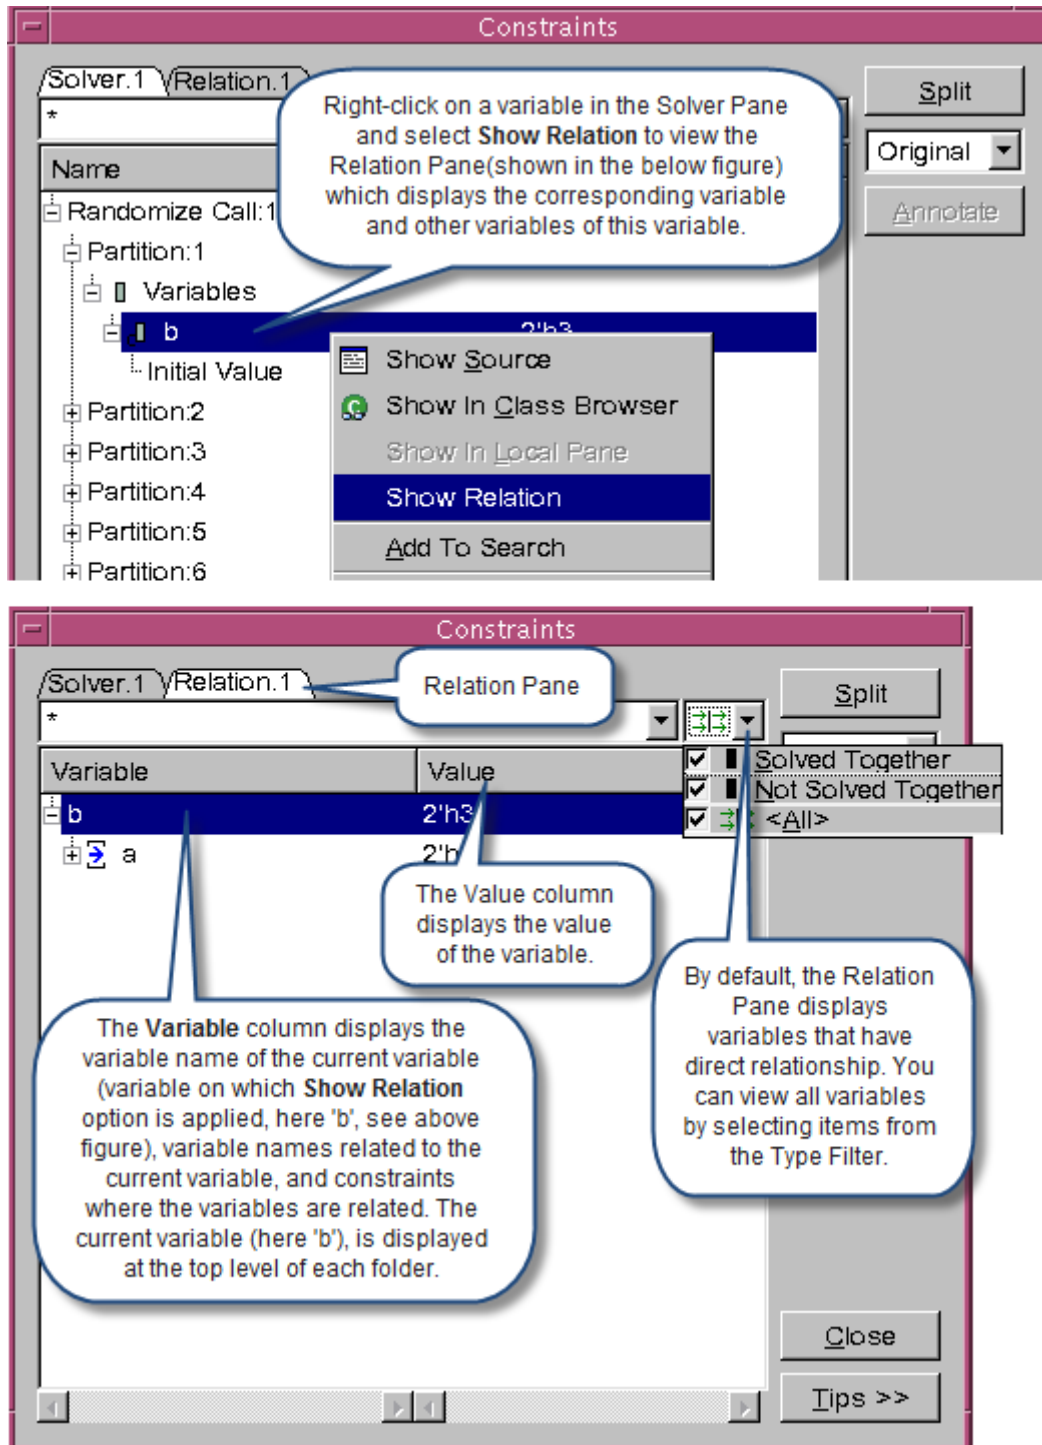 Constraints
Solver.1 Relation.1
*
Right-click on a variable in the Solver Pane
and select Show Relation to view the
Relation Pane(shown in the below figure)
which displays the corresponding variable
and other variables of this variable.
Split
Original
Annotate
Name
Randomize Call:1
Partition:1
Variables
b 2'h3
Initial Value
Partition:2
Partition:3
Partition:4
Partition:5
Partition:6
Show Source
Show In Class Browser
Show In Local Pane
Show Relation
Add To Search
Constraints
Solver.1 Relation.1
Relation Pane
Split
*
Variable Value
Solved Together
Not Solved Together
<All>
b 2'h3
a 2'h
The Value column
displays the value
of the variable.
By default, the Relation
Pane displays
variables that have
direct relationship. You
can view all variables
by selecting items from
the Type Filter.
The Variable column displays the
variable name of the current variable
(variable on which Show Relation
option is applied, here 'b', see above
figure), variable names related to the
current variable, and constraints
where the variables are related. The
current variable (here 'b'), is displayed
at the top level of each folder.
Close
Tips >>